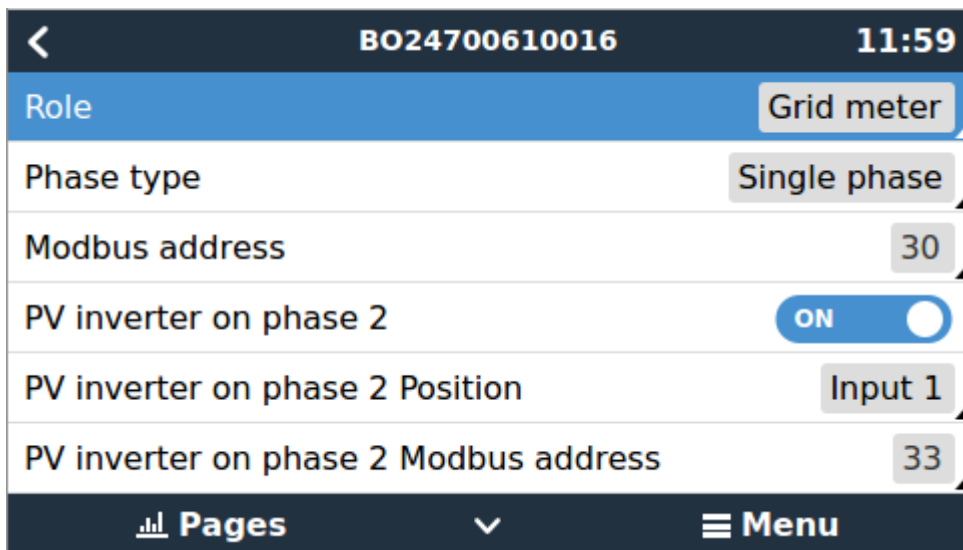 BO24700610016 11:59
Role Grid meter
Phase type Single phase
Modbus address 30
PV inverter on phase 2 ON
PV inverter on phase 2 Position Input 1
PV inverter on phase 2 Modbus address 33
Pages Menu